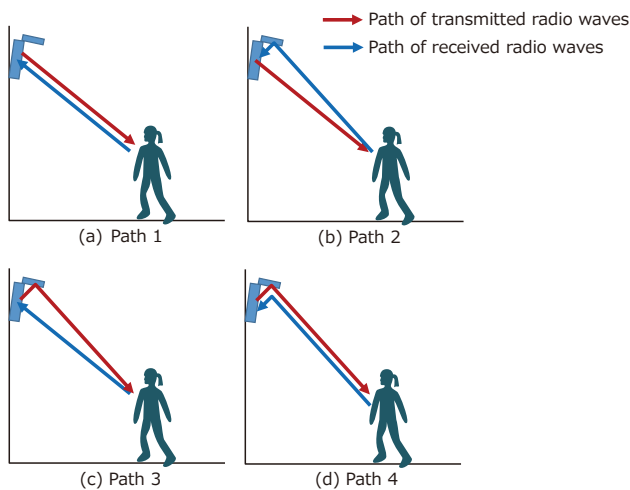 Path of transmitted radio waves
Path of received radio waves
(a) Path 1
(b) Path 2
(c) Path 3
(d) Path 4